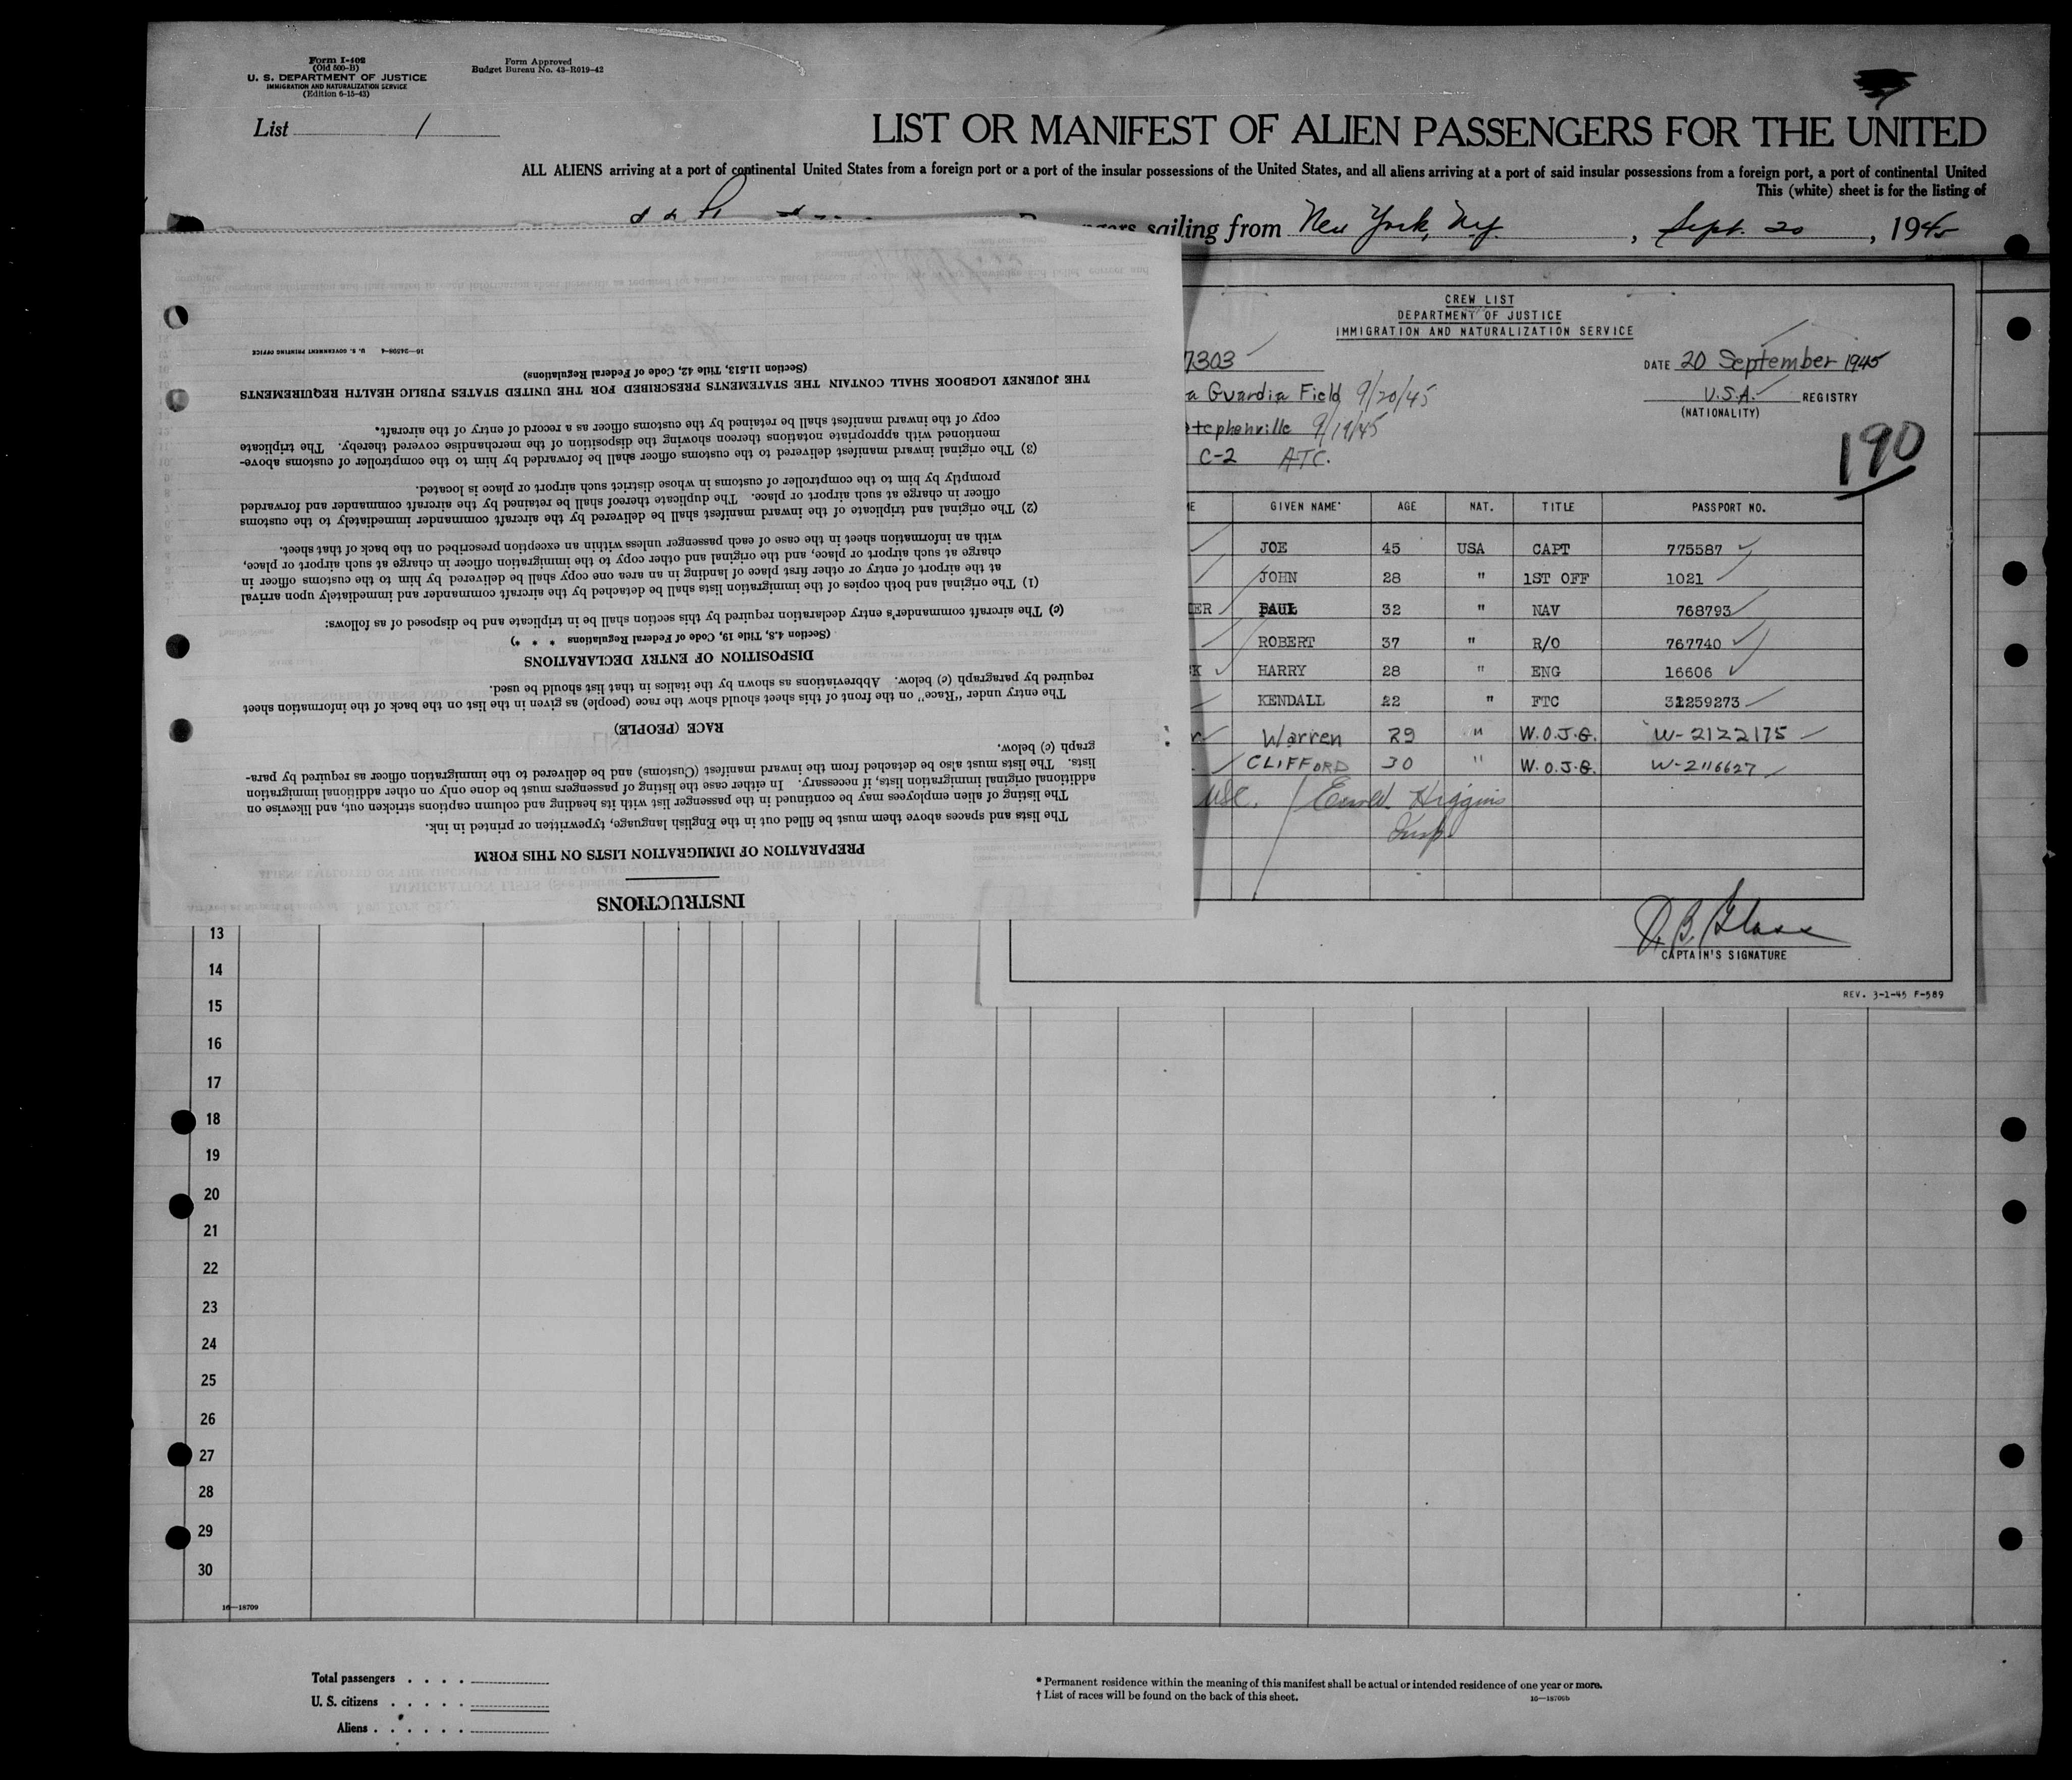 Form I-402
(Old 500-B)
U. S. DEPARTMENT OF JUSTICE
IMMIGRATION AND NATURALIZATION SERVICE
(Edition 6-15-43)
Form Approved
Budget Bureau No. 43-R019-42
List 1
LIST OR MANIFEST OF ALIEN PASSENGERS FOR THE UNITED
ALL ALIENS arriving at a port of continental United States from a foreign port or a port of the insular possessions of the United States, and all aliens arriving at a port of said insular possessions from a foreign port, a port of continental United
This (white) sheet is for the listing of
sailing from New York, N.Y. , Sept. 20 , 1945
CREW LIST
DEPARTMENT OF JUSTICE
IMMIGRATION AND NATURALIZATION SERVICE
7303
DATE 20 September 1945
a Guardia Field 9/20/45
U.S.A. REGISTRY
(NATIONALITY)
Stephenville 9/19/45
190
C-2 ATC.
E GIVEN NAME AGE NAT. TITLE PASSPORT NO.
JOE 45 USA CAPT 775587
JOHN 28 " 1ST OFF 1021
ER PAUL 32 " NAV 768793
ROBERT 37 " R/O 767740
K HARRY 28 " ENG 16606
KENDALL 22 " FTC 31259273
r Warren 29 " W.O.J.G. W-2122175
CLIFFORD 30 " W.O.J.G. W-2116627
Higgins
Insp.
D. B. Glass
CAPTAIN'S SIGNATURE
REV. 3-1-45 F-589
INSTRUCTIONS
PREPARATION OF IMMIGRATION LISTS ON THIS FORM
The lists and spaces above them must be filled out in the English language, typewritten or printed in ink.
The listing of alien employees may be continued in the passenger list with its heading and column captions stricken out, and likewise on
additional original immigration lists, if necessary. In either case the listing of passengers must be done only on other additional immigration
lists. The lists must also be detached from the inward manifest (Customs) and be delivered to the immigration officer as required by para-
graph (c) below.
RACE (PEOPLE)
The entry under "Race" on the front of this sheet should show the race (people) as given in the list on the back of the information sheet
required by paragraph (c) below. Abbreviations as shown by the italics in that list should be used.
DISPOSITION OF ENTRY DECLARATIONS
(Section 4.8, Title 19, Code of Federal Regulations * * *)
(c) The aircraft commander's entry declaration required by this section shall be in triplicate and be disposed of as follows:
(1) The original and both copies of the immigration lists shall be detached by the aircraft commander and immediately upon arrival
at the airport of entry or other first place of landing in an area one copy shall be delivered by him to the customs officer in
charge at such airport or place, and the original and other copy to the immigration officer in charge at such airport or place,
with an information sheet in the case of each passenger unless within an exception prescribed on the back of that sheet.
(2) The original and triplicate of the inward manifest shall be delivered by the aircraft commander immediately to the customs
officer in charge at such airport or place. The duplicate thereof shall be retained by the aircraft commander and forwarded
promptly by him to the comptroller of customs in whose district such airport or place is located.
(3) The original inward manifest delivered to the customs officer shall be forwarded by him to the comptroller of customs above-
mentioned with appropriate notations thereon showing the disposition of the merchandise covered thereby. The triplicate
copy of the inward manifest shall be retained by the customs officer as a record of entry of the aircraft.
THE JOURNEY LOGBOOK SHALL CONTAIN THE STATEMENTS PRESCRIBED FOR THE UNITED STATES PUBLIC HEALTH REQUIREMENTS
(Section 11.513, Title 42, Code of Federal Regulations)
16—24508-4 U. S. GOVERNMENT PRINTING OFFICE
13
14
15
16
17
18
19
20
21
22
23
24
25
26
27
28
29
30
16—18709
Total passengers . . . .
U. S. citizens . . . . .
Aliens . . . . . .
* Permanent residence within the meaning of this manifest shall be actual or intended residence of one year or more.
† List of races will be found on the back of this sheet.
16—18709b